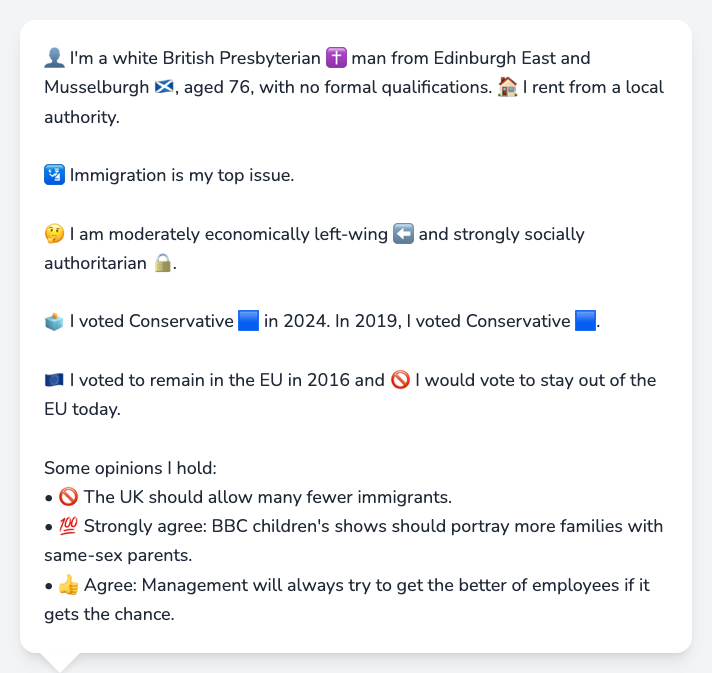 👤 I'm a white British Presbyterian ✝️ man from Edinburgh East and
Musselburgh 🏴󠁧󠁢󠁳󠁣󠁴󠁿, aged 76, with no formal qualifications. 🏠 I rent from a local
authority.
🛂 Immigration is my top issue.
🤔 I am moderately economically left-wing ⬅️ and strongly socially
authoritarian 🔒.
🗳️ I voted Conservative 🟦 in 2024. In 2019, I voted Conservative 🟦.
🇪🇺 I voted to remain in the EU in 2016 and 🚫 I would vote to stay out of the
EU today.
Some opinions I hold:
• 🚫 The UK should allow many fewer immigrants.
• 💯 Strongly agree: BBC children's shows should portray more families with
same-sex parents.
• 👍 Agree: Management will always try to get the better of employees if it
gets the chance.